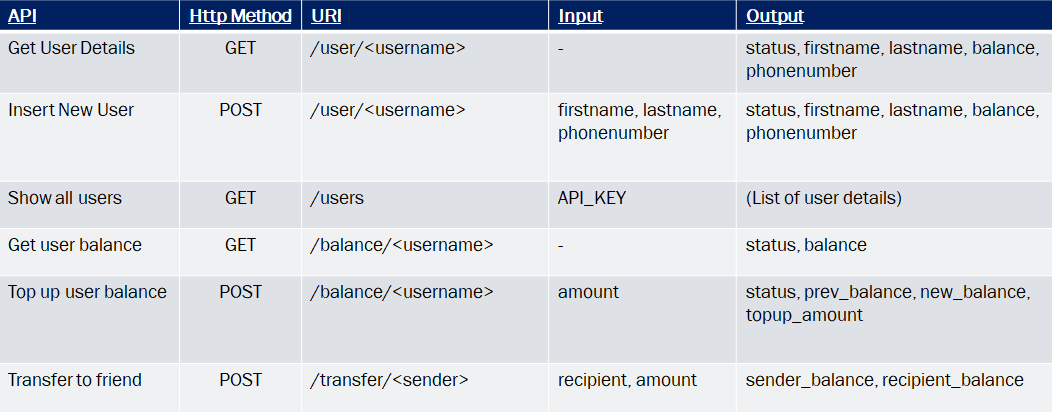 API Http Method URI Input Output
Get User Details GET /user/<username> - status, firstname, lastname, balance,
phonenumber
Insert New User POST /user/<username> firstname, lastname, status, firstname, lastname, balance,
phonenumber phonenumber
Show all users GET /users API_KEY (List of user details)
Get user balance GET /balance/<username> - status, balance
Top up user balance POST /balance/<username> amount status, prev_balance, new_balance,
topup_amount
Transfer to friend POST /transfer/<sender> recipient, amount sender_balance, recipient_balance